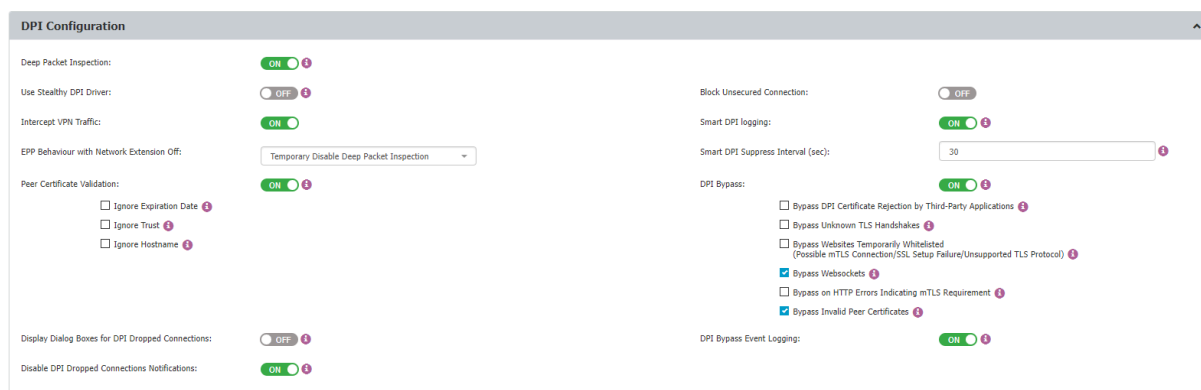 DPI Configuration
Deep Packet Inspection:
ON
Use Stealthy DPI Driver:
OFF
Block Unsecured Connection:
OFF
Intercept VPN Traffic:
ON
Smart DPI logging:
ON
EPP Behaviour with Network Extension Off:
Temporary Disable Deep Packet Inspection
Smart DPI Suppress Interval (sec):
30
Peer Certificate Validation:
ON
DPI Bypass:
ON
Ignore Expiration Date
Ignore Trust
Ignore Hostname
Bypass DPI Certificate Rejection by Third-Party Applications
Bypass Unknown TLS Handshakes
Bypass Websites Temporarily Whitelisted
(Possible mTLS Connection/SSL Setup Failure/Unsupported TLS Protocol)
Bypass Websockets
Bypass on HTTP Errors Indicating mTLS Requirement
Bypass Invalid Peer Certificates
Display Dialog Boxes for DPI Dropped Connections:
OFF
DPI Bypass Event Logging:
ON
Disable DPI Dropped Connections Notifications:
ON